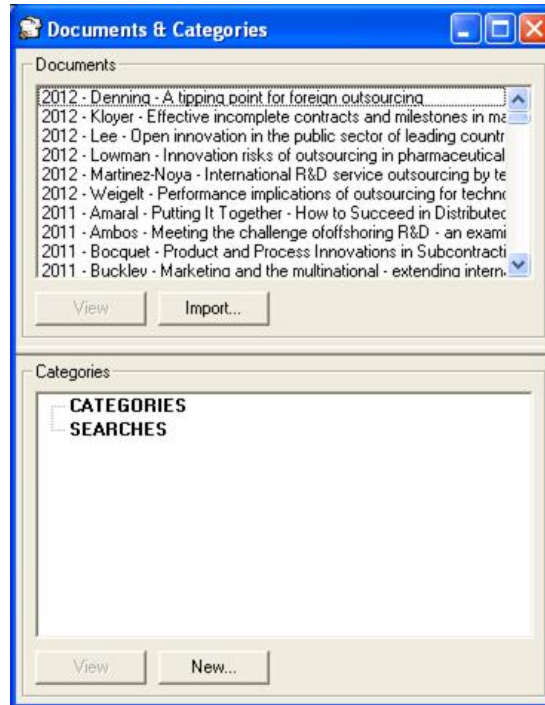 Documents & Categories
Documents
2012 - Denning - A tipping point for foreign outsourcing
2012 - Kloyer - Effective incomplete contracts and milestones in ma
2012 - Lee - Open innovation in the public sector of leading countr
2012 - Lowman - Innovation risks of outsourcing in pharmaceutical
2012 - Martinez-Noya - International R&D service outsourcing by te
2012 - Weigelt - Performance implications of outsourcing for techno
2011 - Amaral - Putting It Together - How to Succeed in Distributed
2011 - Ambos - Meeting the challenge ofoffshoring R&D - an exami
2011 - Bocquet - Product and Process Innovations in Subcontracti
2011 - Buckley - Marketing and the multinational - extending intern
View Import...
Categories
CATEGORIES
SEARCHES
View New...